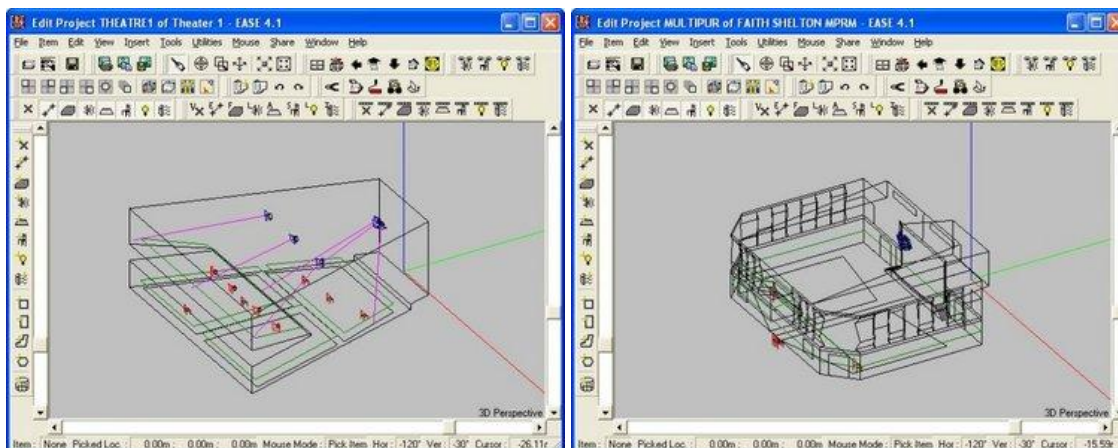 Edit Project THEATRE1 of Theater 1 - EASE 4.1
File Item Edit View Insert Tools Utilities Mouse Share Window Help
3D Perspective
Item : None Picked Loc. : 0.00m : 0.00m : 0.00m Mouse Mode : Pick Item Hor : -120° Ver : -30° Cursor : -26.11m
Edit Project MULTIPUR of FAITH SHELTON MPRM - EASE 4.1
File Item Edit View Insert Tools Utilities Mouse Share Window Help
3D Perspective
Item : None Picked Loc. : 0.00m : 0.00m : 0.00m Mouse Mode : Pick Item Hor : -120° Ver : -30° Cursor : -15.59